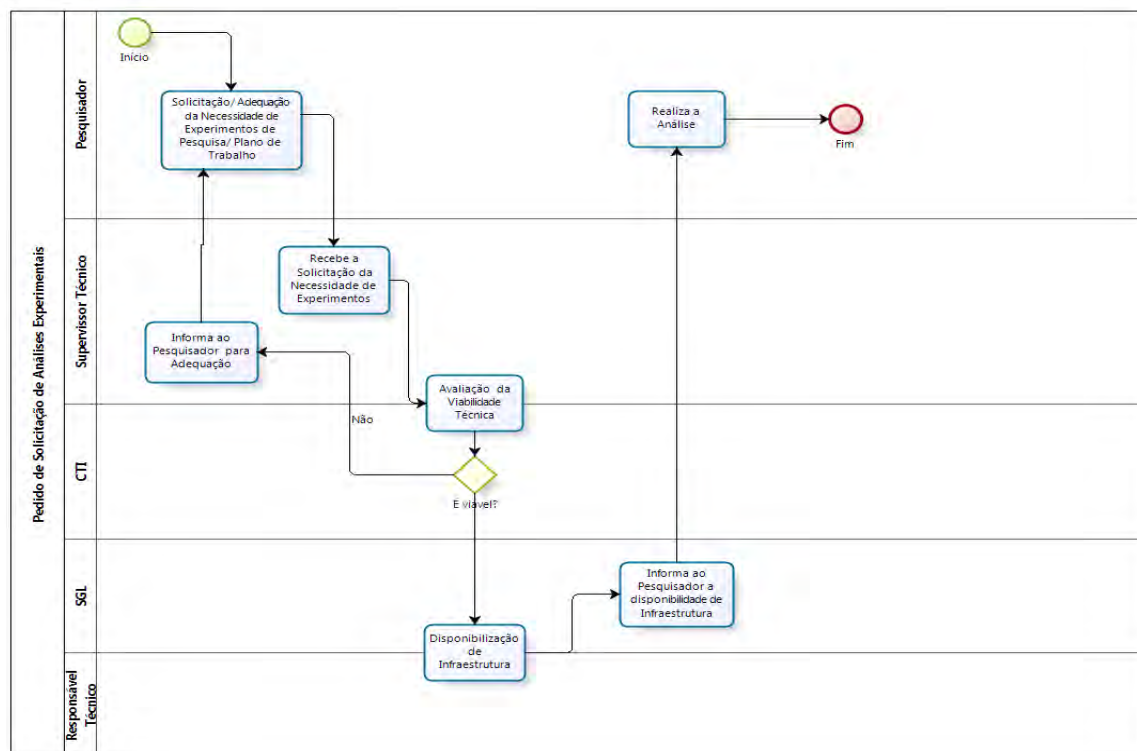 Pedido de Solicitação de Análises Experimentais
Pesquisador
Início
Solicitação/ Adequação
da Necessidade de
Experimentos de
Pesquisa/ Plano de
Trabalho
Realiza a
Análise
Fim
Supervissor Técnico
Recebe a
Solicitação da
Necessidade de
Experimentos
Informa ao
Pesquisador para
Adequação
Avaliação da
Viabilidade
Técnica
CTI
Não
E viável?
SGL
Informa ao
Pesquisador a
disponibilidade de
Infraestrutura
Disponibilização
de
Infraestrutura
Responsável
Técnico